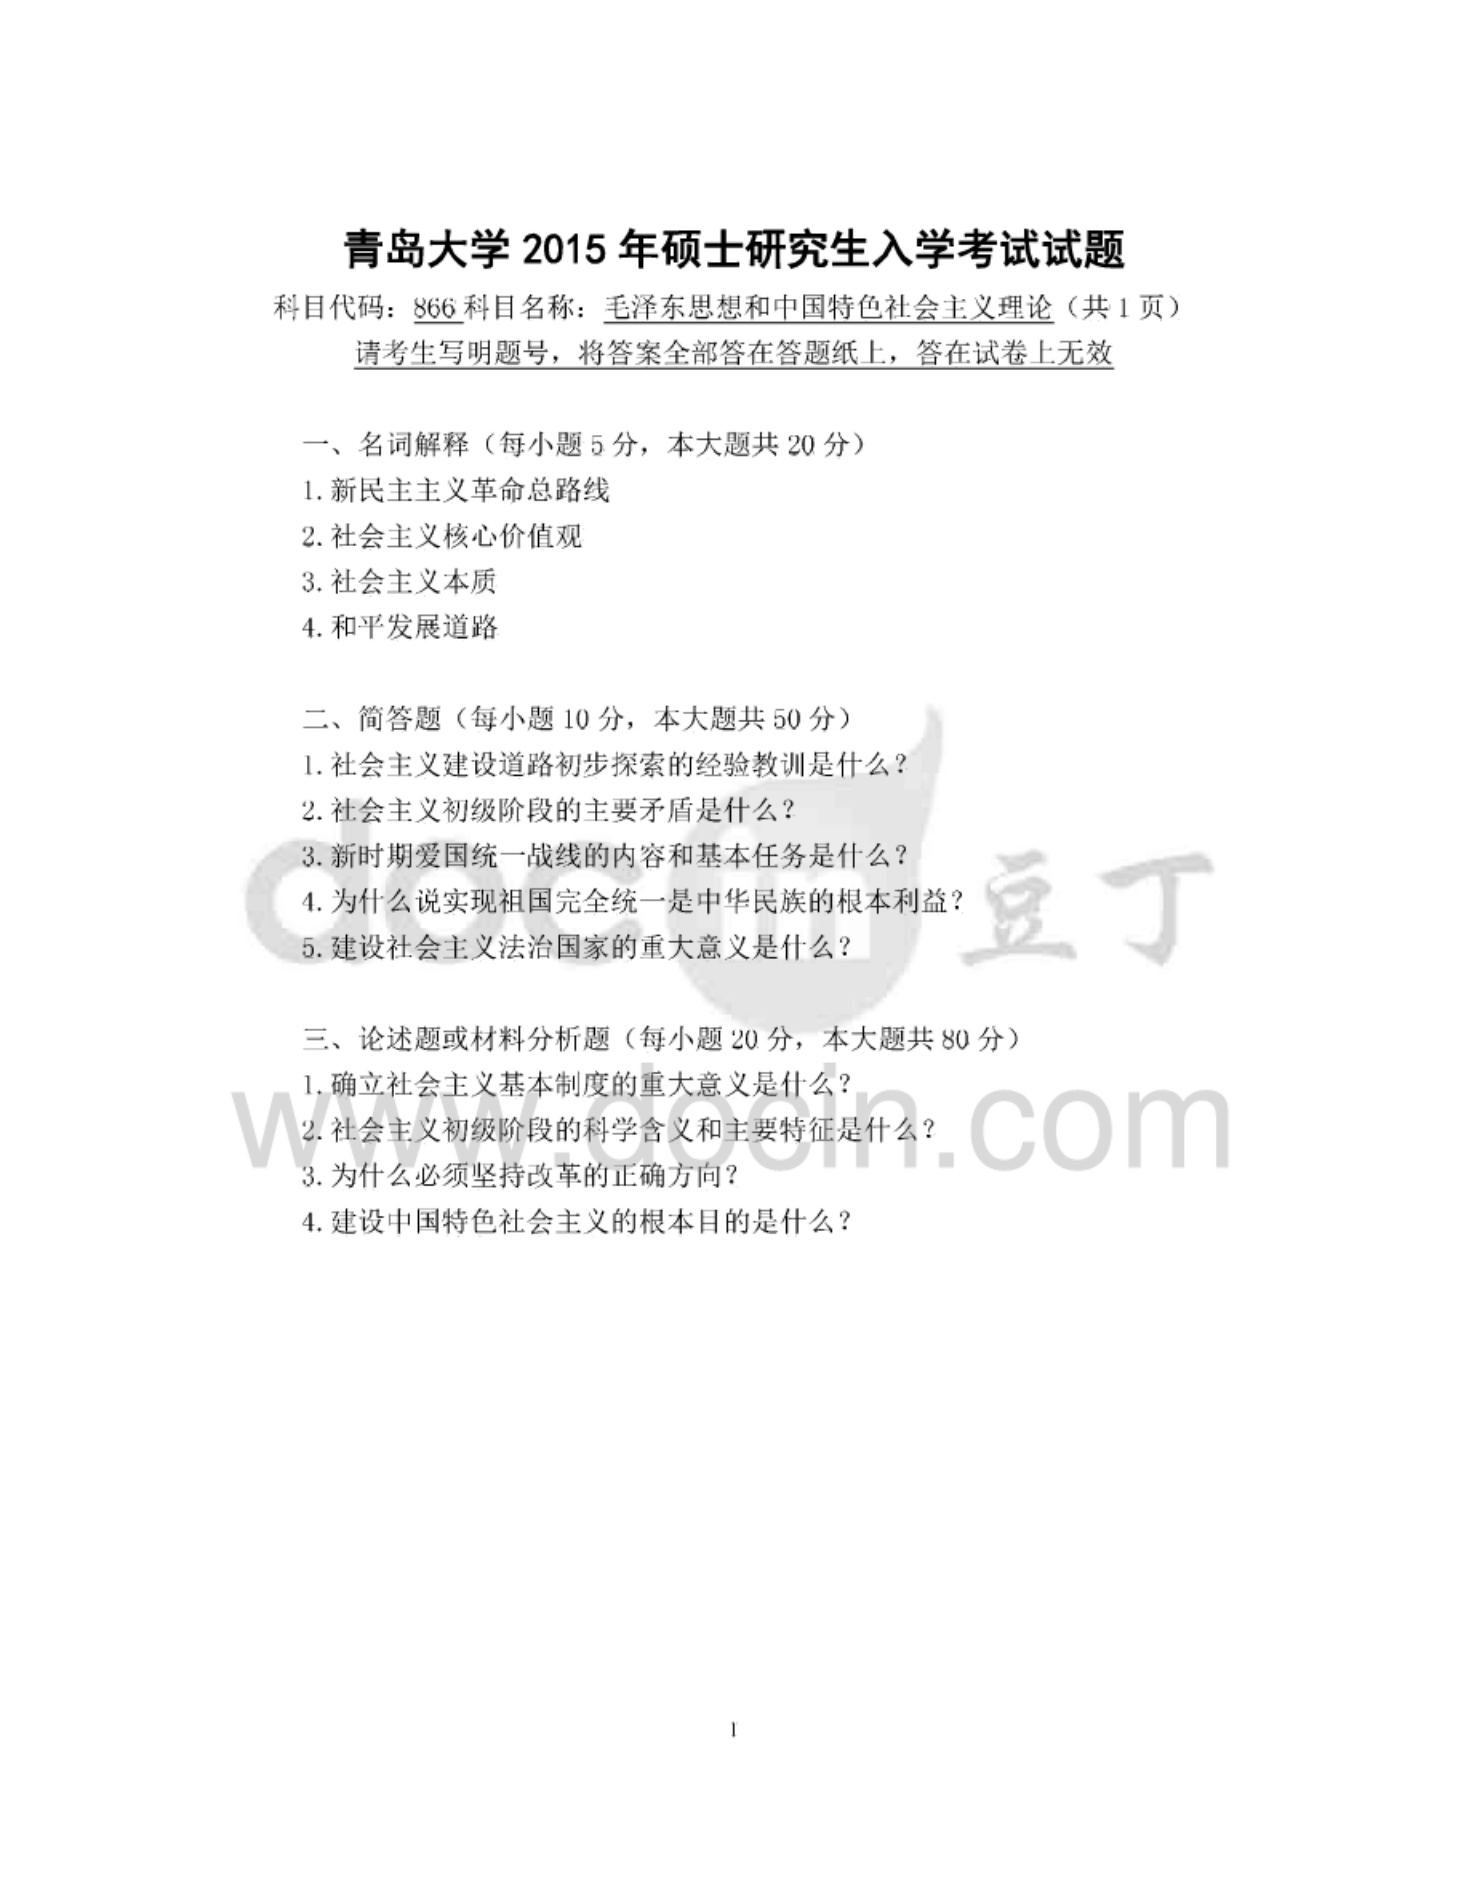 青岛大学 2015 年硕士研究生入学考试试题
科目代码：866 科目名称：毛泽东思想和中国特色社会主义理论（共 1 页）
请考生写明题号，将答案全部答在答题纸上，答在试卷上无效
一、名词解释（每小题 5 分，本大题共 20 分）
1.新民主主义革命总路线
2.社会主义核心价值观
3.社会主义本质
4.和平发展道路
二、简答题（每小题 10 分，本大题共 50 分）
1.社会主义建设道路初步探索的经验教训是什么？
2.社会主义初级阶段的主要矛盾是什么？
3.新时期爱国统一战线的内容和基本任务是什么？
4.为什么说实现祖国完全统一是中华民族的根本利益？
5.建设社会主义法治国家的重大意义是什么？
docin 豆丁
三、论述题或材料分析题（每小题 20 分，本大题共 80 分）
1.确立社会主义基本制度的重大意义是什么？
www.docin.com
2.社会主义初级阶段的科学含义和主要特征是什么？
3.为什么必须坚持改革的正确方向？
4.建设中国特色社会主义的根本目的是什么？
1